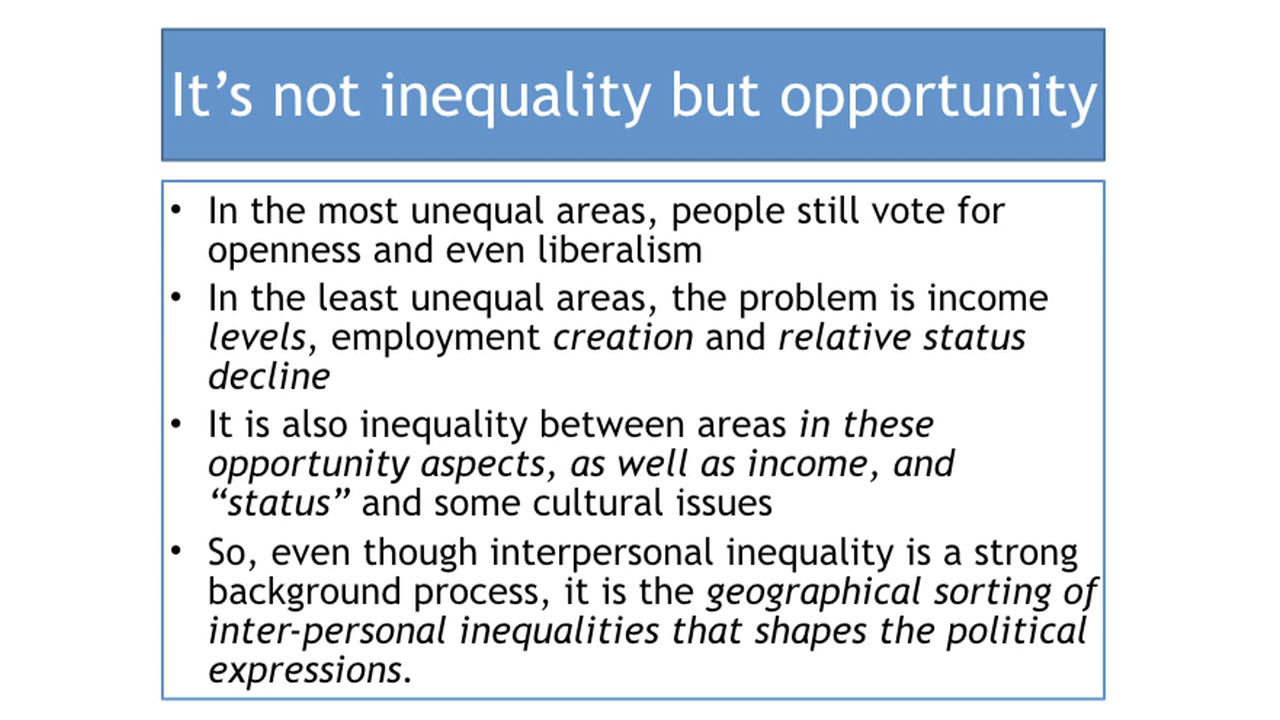 It’s not inequality but opportunity
• In the most unequal areas, people still vote for
openness and even liberalism
• In the least unequal areas, the problem is income
levels, employment creation and relative status
decline
• It is also inequality between areas in these
opportunity aspects, as well as income, and
“status” and some cultural issues
• So, even though interpersonal inequality is a strong
background process, it is the geographical sorting of
inter-personal inequalities that shapes the political
expressions.